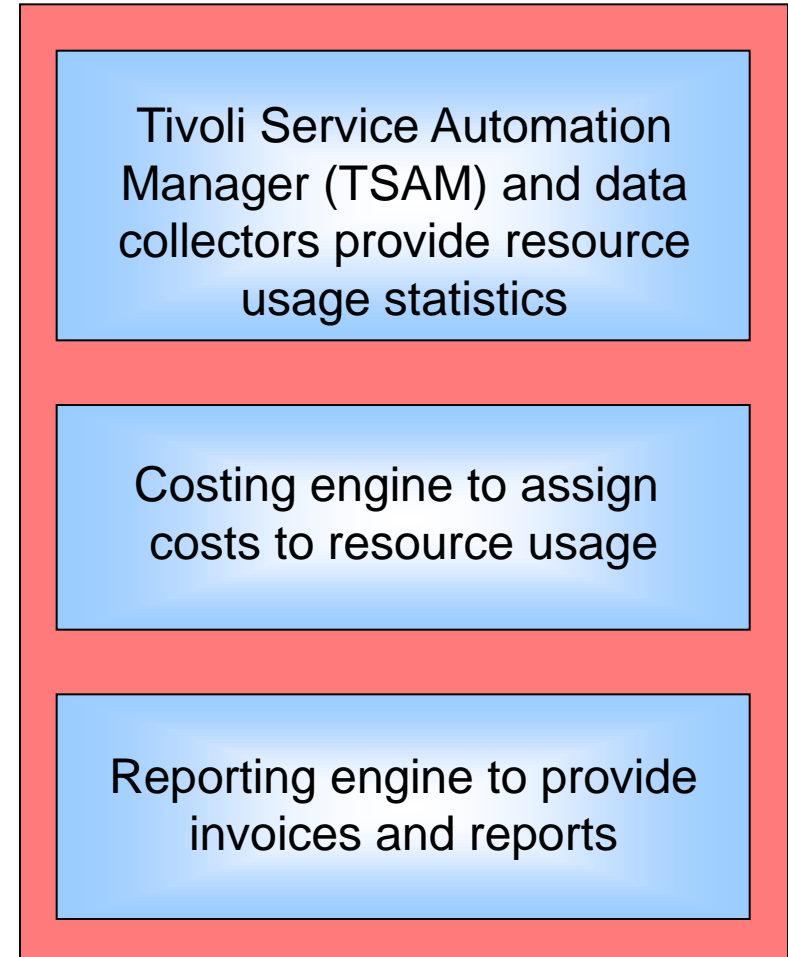 Tivoli Service Automation
Manager (TSAM) and data
collectors provide resource
usage statistics
Costing engine to assign
costs to resource usage
Reporting engine to provide
invoices and reports